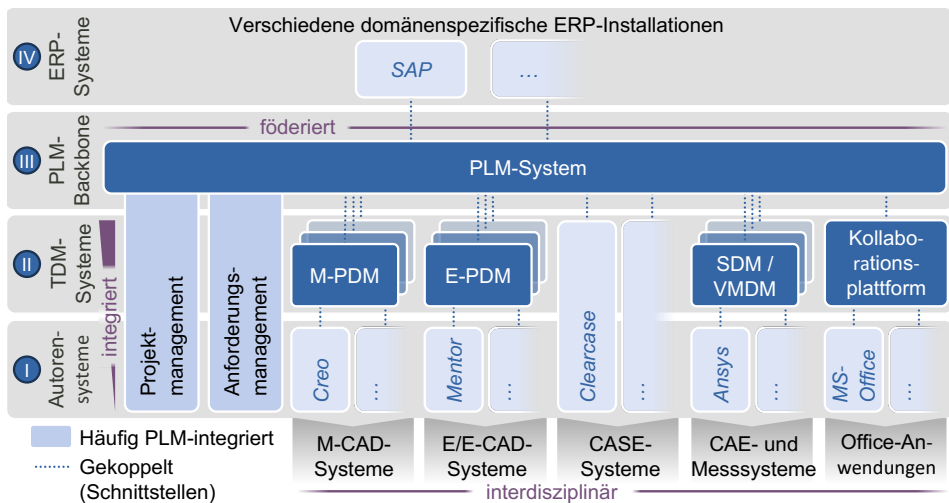 Verschiedene domänenspezifische ERP-Installationen
IV
ERP-
Systeme
SAP
...
föderiert
III
PLM-
Backbone
PLM-System
II
TDM-
Systeme
integriert
Projekt-
management
Anforderungs-
management
M-PDM
E-PDM
SDM /
VMDM
Kollabo-
rations-
plattform
I
Autoren-
systeme
Creo
...
Mentor
...
Clearcase
...
Ansys
...
MS-
Office
...
Häufig PLM-integriert
Gekoppelt
(Schnittstellen)
M-CAD-
Systeme
E/E-CAD-
Systeme
CASE-
Systeme
CAE- und
Messsysteme
Office-An-
wendungen
interdisziplinär